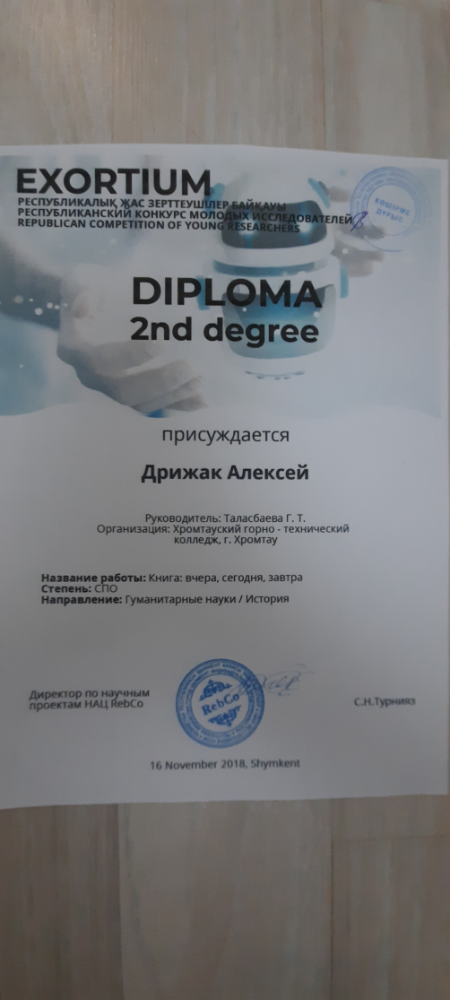 EXORTIUM
РЕСПУБЛИКАЛЫҚ ЖАС ЗЕРТТЕУШІЛЕР БАЙҚАУЫ
РЕСПУБЛИКАНСКИЙ КОНКУРС МОЛОДЫХ ИССЛЕДОВАТЕЛЕЙ
REPUBLICAN COMPETITION OF YOUNG RESEARCHERS
КӨШІРМЕ
ДҰРЫС
DIPLOMA
2nd degree
присуждается
Дрижак Алексей
Руководитель: Таласбаева Г. Т.
Организация: Хромтауский горно - технический
колледж, г. Хромтау
Название работы: Книга: вчера, сегодня, завтра
Степень: СПО
Направление: Гуманитарные науки / История
Директор по научным
проектам НАЦ RebCo
RebCo
С.Н.Турнияз
16 November 2018, Shymkent